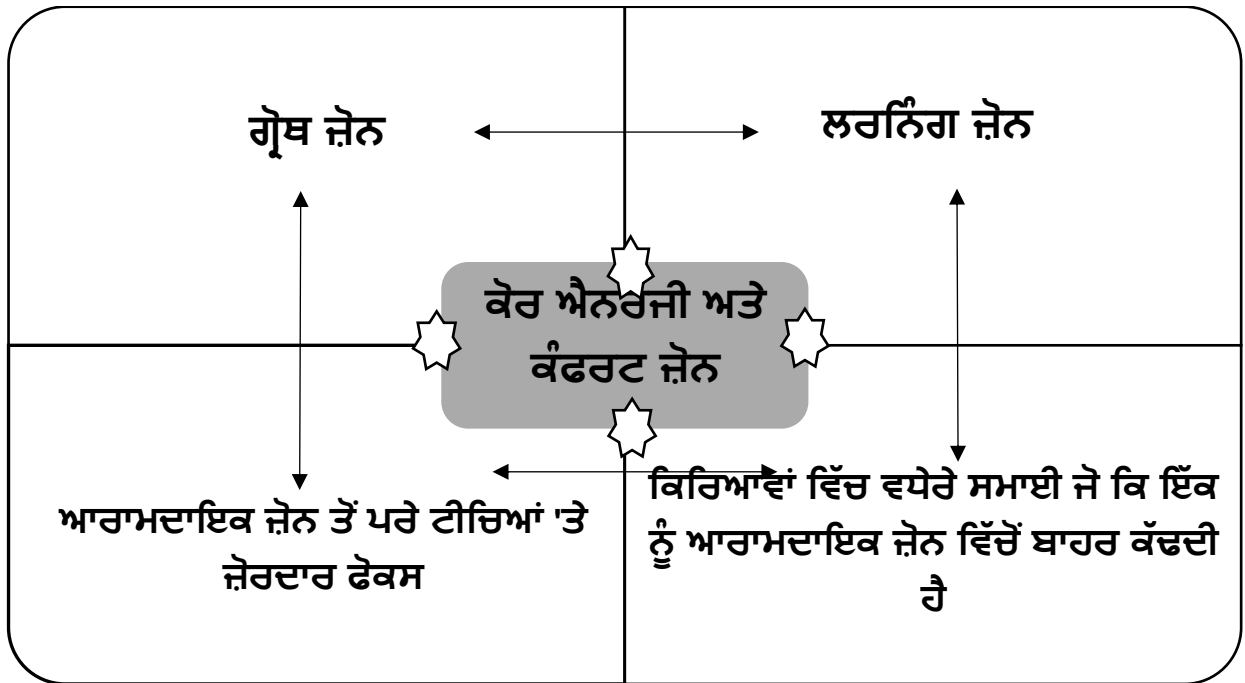 ਗ੍ਰੋਥ ਜ਼ੋਨ
ਲਰਨਿੰਗ ਜ਼ੋਨ
ਕੋਰ ਐਨਰਜੀ ਅਤੇ
ਕੰਫਰਟ ਜ਼ੋਨ
ਆਰਾਮਦਾਇਕ ਜ਼ੋਨ ਤੋਂ ਪਰੇ ਟੀਚਿਆਂ 'ਤੇ
ਜ਼ੋਰਦਾਰ ਫੋਕਸ
ਕਿਰਿਆਵਾਂ ਵਿੱਚ ਵਧੇਰੇ ਸਮਾਈ ਜੋ ਕਿ ਇੱਕ
ਨੂੰ ਆਰਾਮਦਾਇਕ ਜ਼ੋਨ ਵਿੱਚੋਂ ਬਾਹਰ ਕੱਢਦੀ
ਹੈ